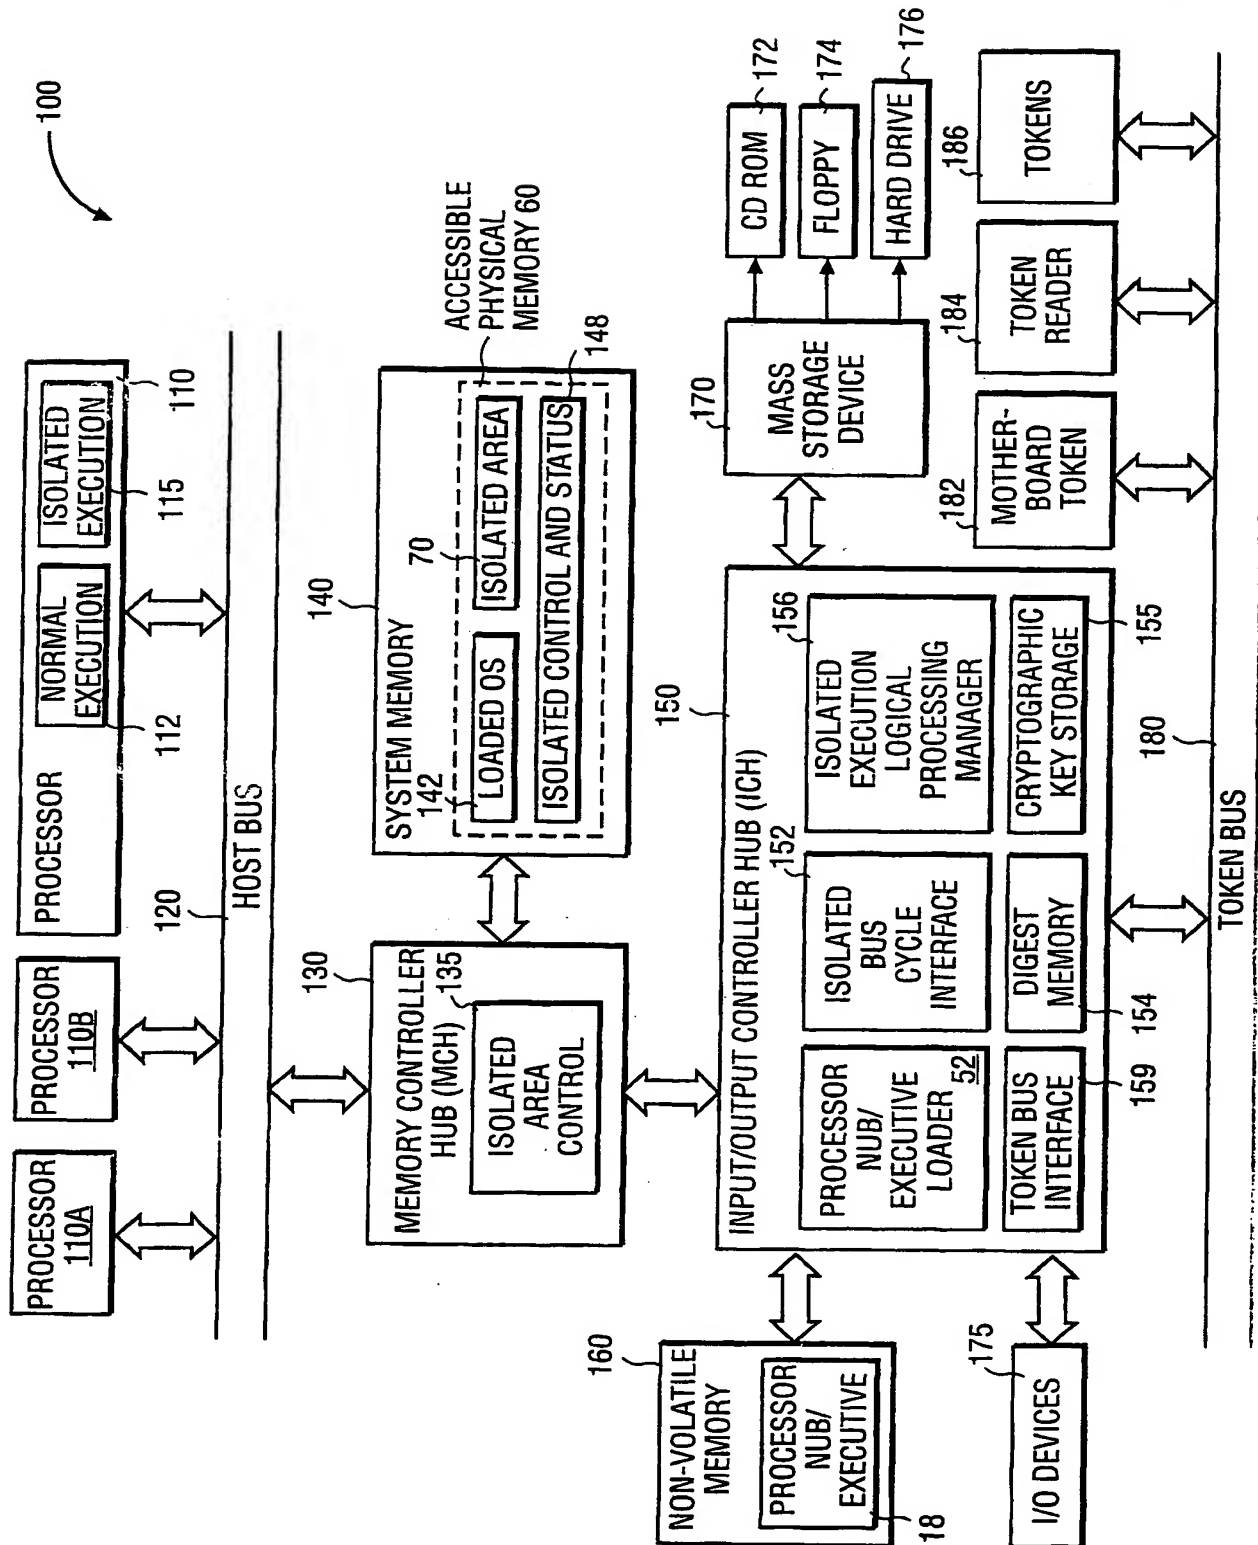 100
PROCESSOR
110A
PROCESSOR
110B
PROCESSOR
NORMAL
EXECUTION
112
ISOLATED
EXECUTION
115
110
120
HOST BUS
130
MEMORY CONTROLLER
HUB (MCH)
135
ISOLATED
AREA
CONTROL
140
SYSTEM MEMORY
142
LOADED OS
70
ISOLATED AREA
ISOLATED CONTROL AND STATUS
148
ACCESSIBLE
PHYSICAL
MEMORY 60
150
INPUT/OUTPUT CONTROLLER HUB (ICH)
PROCESSOR
NUB/
EXECUTIVE
LOADER
52
152
ISOLATED
BUS
CYCLE
INTERFACE
156
ISOLATED
EXECUTION
LOGICAL
PROCESSING
MANAGER
TOKEN BUS
INTERFACE
159
DIGEST
MEMORY
154
CRYPTOGRAPHIC
KEY STORAGE
155
160
NON-VOLATILE
MEMORY
PROCESSOR
NUB/
EXECUTIVE
18
175
I/O DEVICES
170
MASS
STORAGE
DEVICE
CD ROM
172
FLOPPY
174
HARD DRIVE
176
182
MOTHER-
BOARD
TOKEN
184
TOKEN
READER
186
TOKENS
180
TOKEN BUS